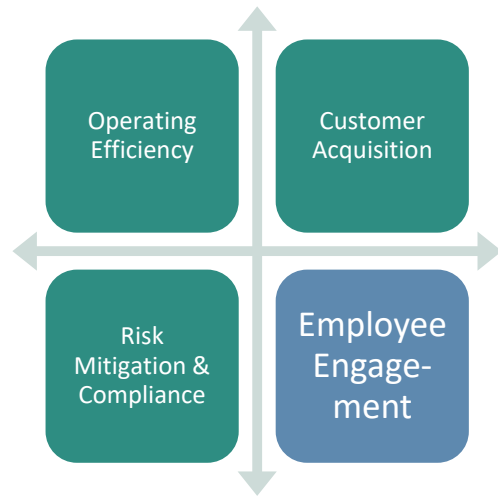 Operating
Efficiency
Customer
Acquisition
Risk
Mitigation &
Compliance
Employee
Engage-
ment